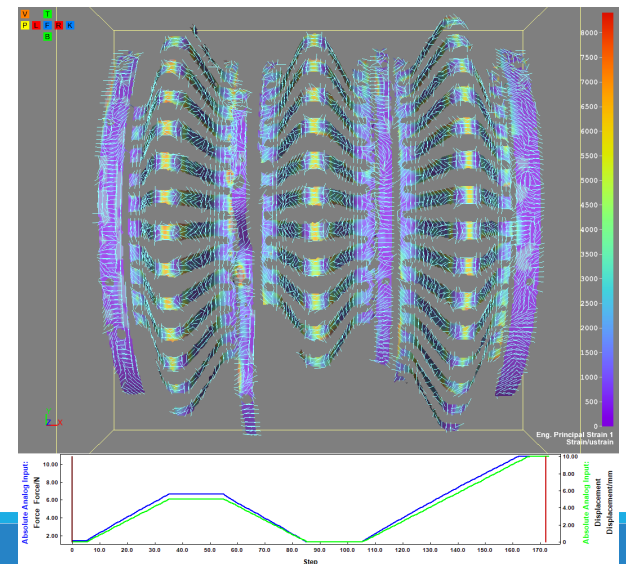 V T
P L F R K
B
8000
7500
7000
6500
6000
5500
5000
4500
4000
3500
3000
2500
2000
1500
1000
500
0
Y
Z X
Eng. Principal Strain 1
Strain/ustrain
Absolute Analog Input:
Force Force/N
10.00
8.00
6.00
4.00
2.00
10.00
8.00
6.00
4.00
2.00
0.00
Absolute Analog Input:
Displacement
Displacement/mm
0.0 10.0 20.0 30.0 40.0 50.0 60.0 70.0 80.0 90.0 100.0 110.0 120.0 130.0 140.0 150.0 160.0 170.0
Step